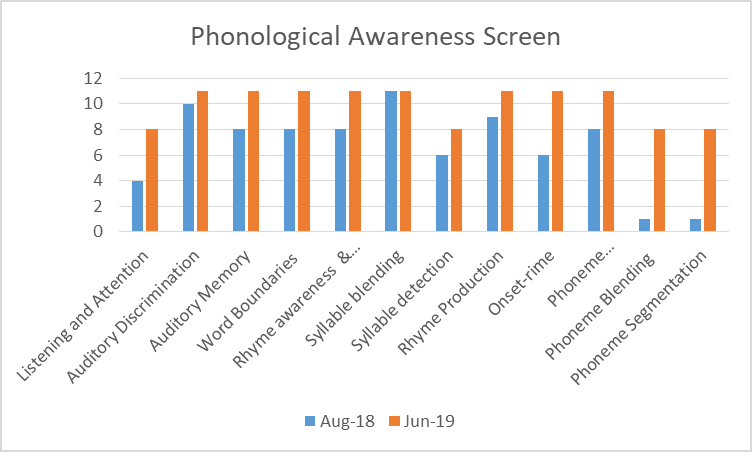 Phonological Awareness Screen
12
10
8
6
4
2
0
Listening and Attention
Auditory Discrimination
Auditory Memory
Word Boundaries
Rhyme awareness &...
Syllable blending
Syllable detection
Rhyme Production
Onset-rime
Phoneme...
Phoneme Blending
Phoneme Segmentation
Aug-18 Jun-19